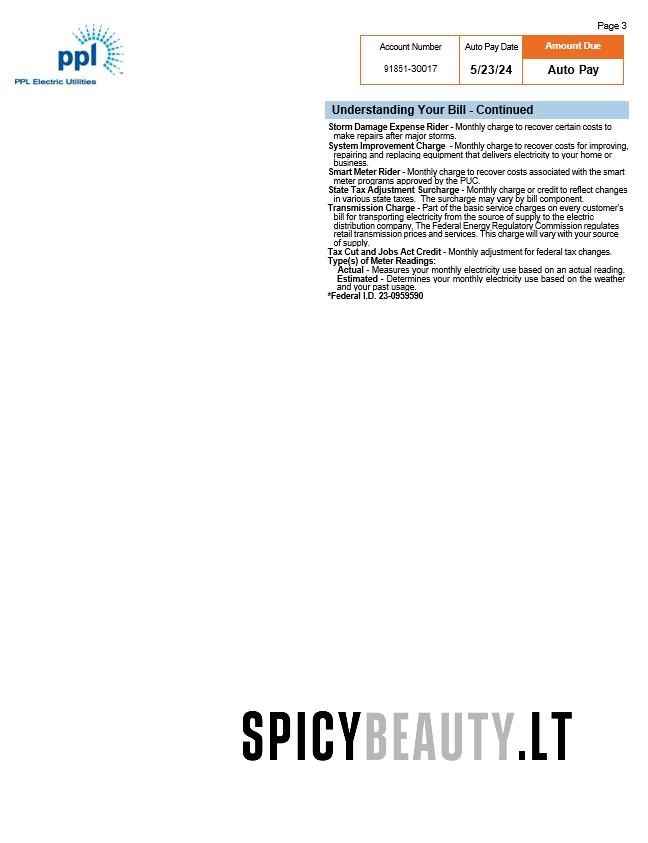 Page 3
ppl
PPL Electric Utilities
Account Number Auto Pay Date Amount Due
91851-30017 5/23/24 Auto Pay
Understanding Your Bill - Continued
Storm Damage Expense Rider - Monthly charge to recover certain costs to
make repairs after major storms.
System Improvement Charge - Monthly charge to recover costs for improving,
repairing and replacing equipment that delivers electricity to your home or
business.
Smart Meter Rider - Monthly charge to recover costs associated with the smart
meter programs approved by the PUC.
State Tax Adjustment Surcharge - Monthly charge or credit to reflect changes
in various state taxes. The surcharge may vary by bill component.
Transmission Charge - Part of the basic service charges on every customer's
bill for transporting electricity from the source of supply to the electric
distribution company. The Federal Energy Regulatory Commission regulates
retail transmission prices and services. This charge will vary with your source
of supply.
Tax Cut and Jobs Act Credit - Monthly adjustment for federal tax changes.
Type(s) of Meter Readings:
Actual - Measures your monthly electricity use based on an actual reading.
Estimated - Determines your monthly electricity use based on the weather
and your past usage.
*Federal I.D. 23-0959590
SPICYBEAUTY.LT